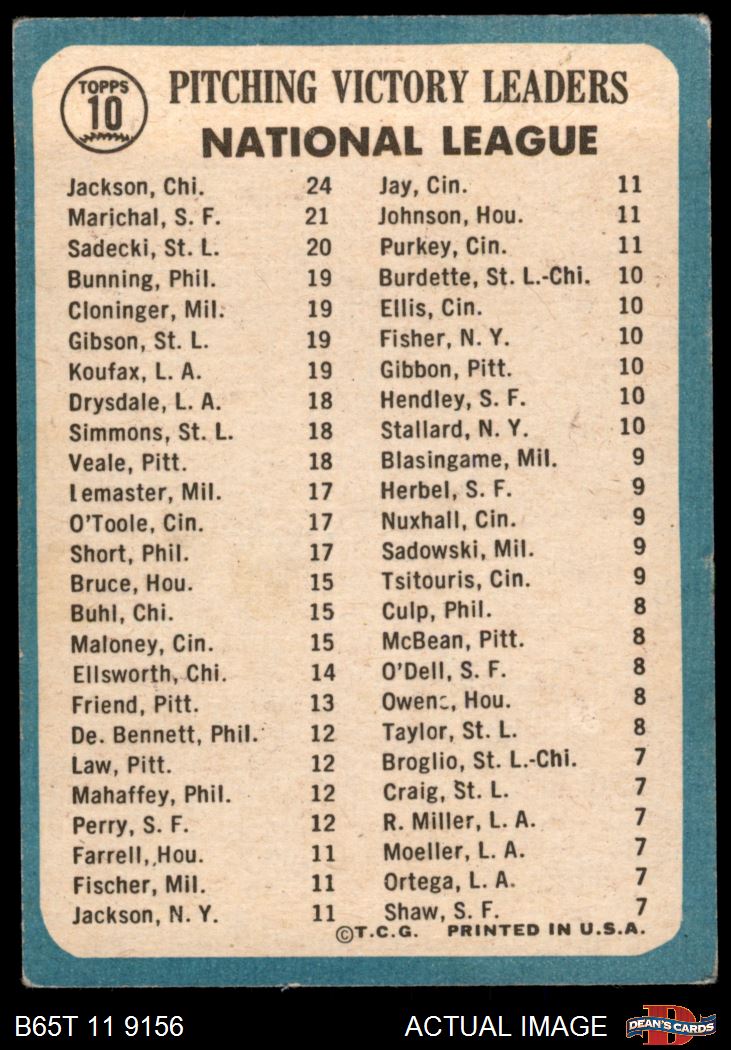 TOPPS
10
PITCHING VICTORY LEADERS
NATIONAL LEAGUE
Jackson, Chi. 24
Marichal, S. F. 21
Sadecki, St. L. 20
Bunning, Phil. 19
Cloninger, Mil. 19
Gibson, St. L. 19
Koufax, L. A. 19
Drysdale, L. A. 18
Simmons, St. L. 18
Veale, Pitt. 18
Lemaster, Mil. 17
O'Toole, Cin. 17
Short, Phil. 17
Bruce, Hou. 15
Buhl, Chi. 15
Maloney, Cin. 15
Ellsworth, Chi. 14
Friend, Pitt. 13
De. Bennett, Phil. 12
Law, Pitt. 12
Mahaffey, Phil. 12
Perry, S. F. 12
Farrell, Hou. 11
Fischer, Mil. 11
Jackson, N. Y. 11
Jay, Cin. 11
Johnson, Hou. 11
Purkey, Cin. 11
Burdette, St. L.-Chi. 10
Ellis, Cin. 10
Fisher, N. Y. 10
Gibbon, Pitt. 10
Hendley, S. F. 10
Stallard, N. Y. 10
Blasingame, Mil. 9
Herbel, S. F. 9
Nuxhall, Cin. 9
Sadowski, Mil. 9
Tsitouris, Cin. 9
Culp, Phil. 8
McBean, Pitt. 8
O'Dell, S. F. 8
Owens, Hou. 8
Taylor, St. L. 8
Broglio, St. L.-Chi. 7
Craig, St. L. 7
R. Miller, L. A. 7
Moeller, L. A. 7
Ortega, L. A. 7
Shaw, S. F. 7
©T.C.G. PRINTED IN U.S.A.
B65T 11 9156 ACTUAL IMAGE
D
DEAN'S CARDS